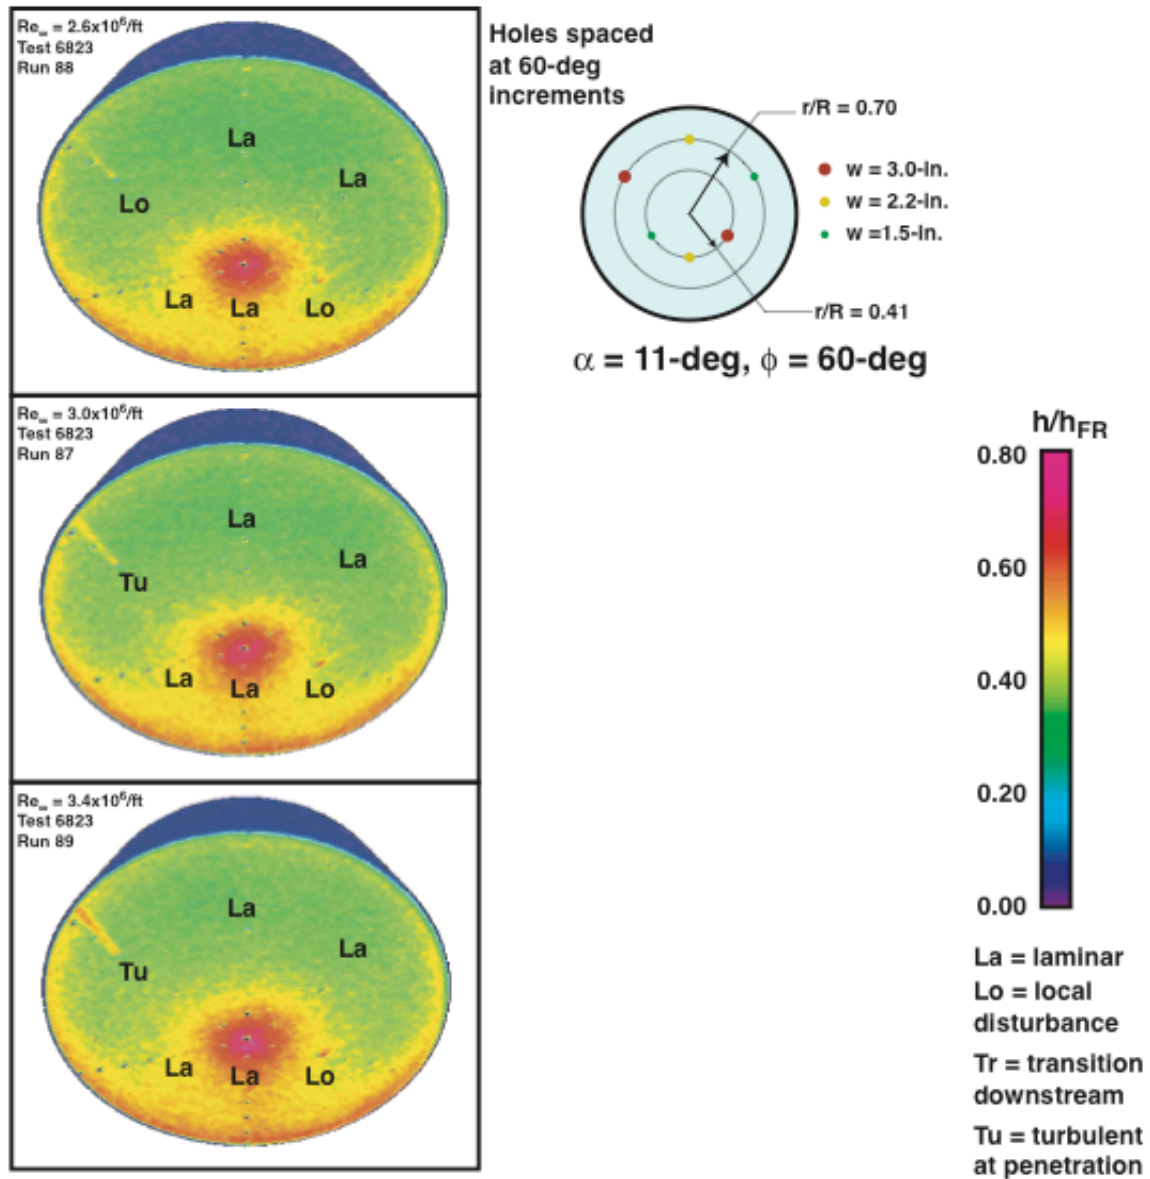 Re∞ = 2.6x10⁶/ft
Test 6823
Run 88
La
La
Lo
La
La
Lo
Holes spaced
at 60-deg
increments
r/R = 0.70
w = 3.0-in.
w = 2.2-in.
w =1.5-in.
r/R = 0.41
α = 11-deg, ϕ = 60-deg
Re∞ = 3.0x10⁶/ft
Test 6823
Run 87
La
La
Tu
La
La
Lo
Re∞ = 3.4x10⁶/ft
Test 6823
Run 89
La
La
Tu
La
La
Lo
h/hFR
0.80
0.60
0.40
0.20
0.00
La = laminar
Lo = local
disturbance
Tr = transition
downstream
Tu = turbulent
at penetration